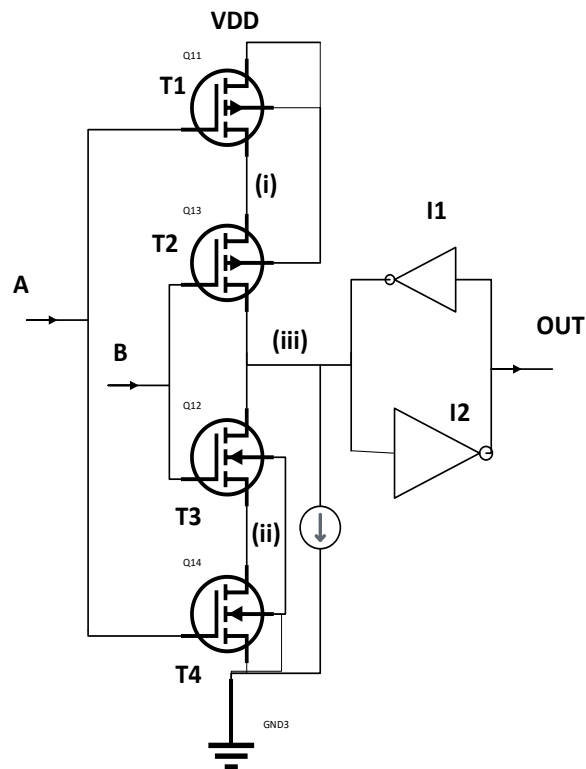 VDD
Q11
T1
(i)
Q13
T2
I1
A
OUT
(iii)
B
Q12
I2
T3
(ii)
Q14
T4
GND3